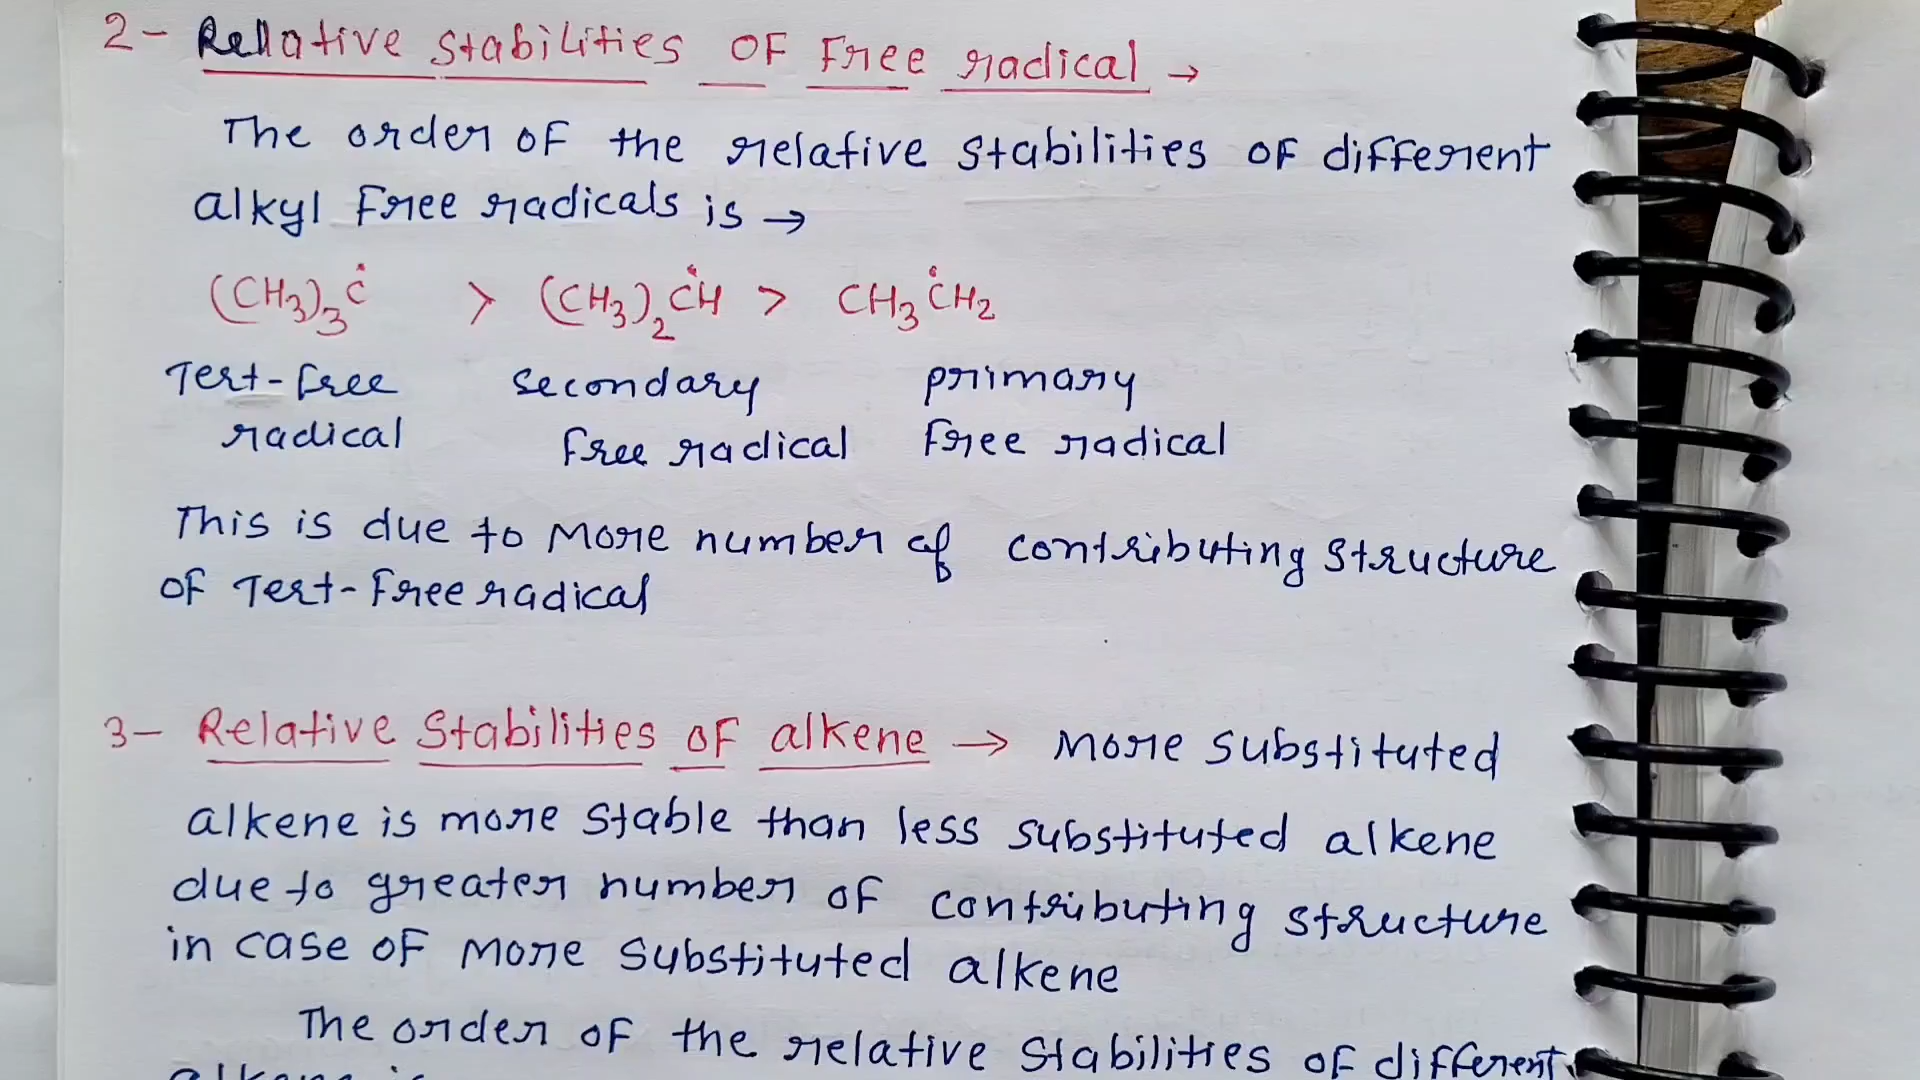 2- Relative stabilities OF Free radical →
The order OF the relative stabilities OF different
alkyl Free radicals is →
(CH3)3Ċ > (CH3)2ĊH > CH3ĊH2
Tert-free secondary primary
radical free radical Free radical
This is due to more number of contributing structure
OF Tert-Free radical
3- Relative Stabilities OF alkene → more substituted
alkene is more stable than less substituted alkene
due to greater number OF contributing structure
in case OF more substituted alkene
The order OF the relative stabilities OF different
alkene is